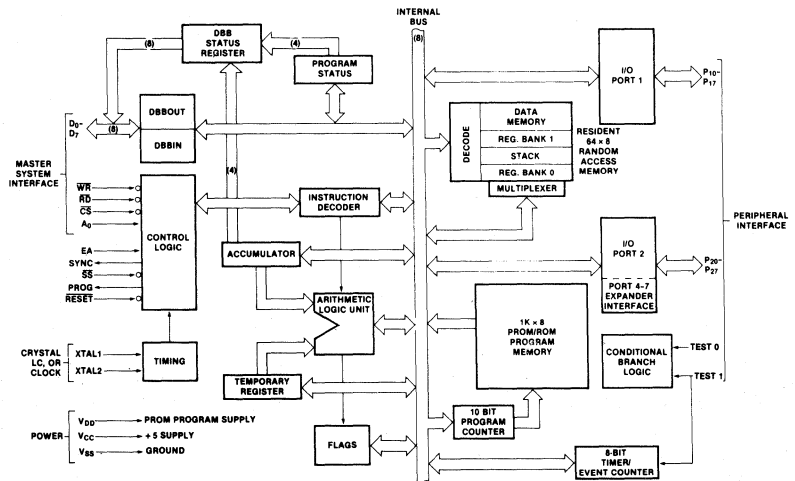 INTERNAL
BUS
(8)
DBB
STATUS
REGISTER
(8)
(4)
PROGRAM
STATUS
I/O
PORT 1
P10-
P17
D0-
D7
(8)
DBBOUT
DBBIN
DECODE
DATA
MEMORY
REG. BANK 1
STACK
REG. BANK 0
MULTIPLEXER
RESIDENT
64 × 8
RANDOM
ACCESS
MEMORY
MASTER
SYSTEM
INTERFACE
(4)
W̅R̅
R̅D̅
C̅S̅
A0
CONTROL
LOGIC
INSTRUCTION
DECODER
PERIPHERAL
INTERFACE
EA
SYNC
S̅S̅
PROG
R̅E̅S̅E̅T̅
ACCUMULATOR
I/O
PORT 2
PORT 4-7
EXPANDER
INTERFACE
P20-
P27
ARITHMETIC
LOGIC UNIT
1K × 8
PROM/ROM
PROGRAM
MEMORY
CONDITIONAL
BRANCH
LOGIC
TEST 0
TEST 1
CRYSTAL
LC, OR
CLOCK
XTAL1
XTAL2
TIMING
TEMPORARY
REGISTER
10 BIT
PROGRAM
COUNTER
POWER
VDD
PROM PROGRAM SUPPLY
VCC
+ 5 SUPPLY
VSS
GROUND
FLAGS
8-BIT
TIMER/
EVENT COUNTER